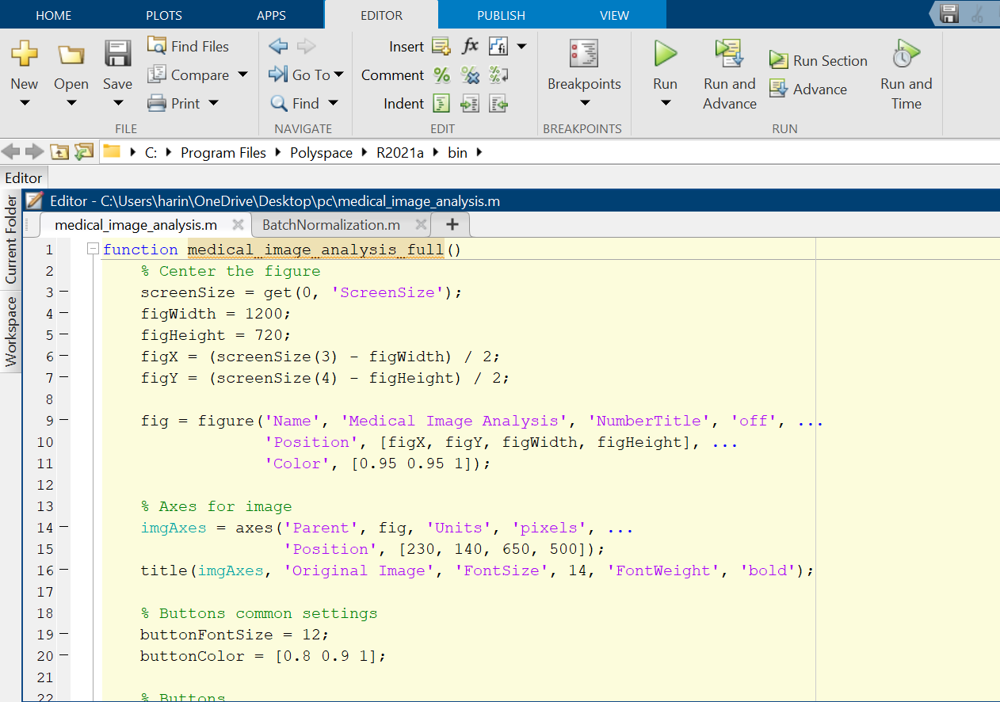 HOME PLOTS APPS EDITOR PUBLISH VIEW
New Open Save Find Files Compare Print
FILE
Go To Find
NAVIGATE
Insert fx fi
Comment % % %
Indent
EDIT
Breakpoints
BREAKPOINTS
Run Run and Advance Run Section Advance Run and Time
RUN
C: Program Files Polyspace R2021a bin
Editor
Current Folder
Workspace
Editor - C:\Users\harin\OneDrive\Desktop\pc\medical_image_analysis.m
medical_image_analysis.m BatchNormalization.m +
1 function medical_image_analysis_full()
2 % Center the figure
3 – screenSize = get(0, 'ScreenSize');
4 – figWidth = 1200;
5 – figHeight = 720;
6 – figX = (screenSize(3) - figWidth) / 2;
7 – figY = (screenSize(4) - figHeight) / 2;
8
9 – fig = figure('Name', 'Medical Image Analysis', 'NumberTitle', 'off', ...
10 'Position', [figX, figY, figWidth, figHeight], ...
11 'Color', [0.95 0.95 1]);
12
13 % Axes for image
14 – imgAxes = axes('Parent', fig, 'Units', 'pixels', ...
15 'Position', [230, 140, 650, 500]);
16 – title(imgAxes, 'Original Image', 'FontSize', 14, 'FontWeight', 'bold');
17
18 % Buttons common settings
19 – buttonFontSize = 12;
20 – buttonColor = [0.8 0.9 1];
21
22 % Buttons